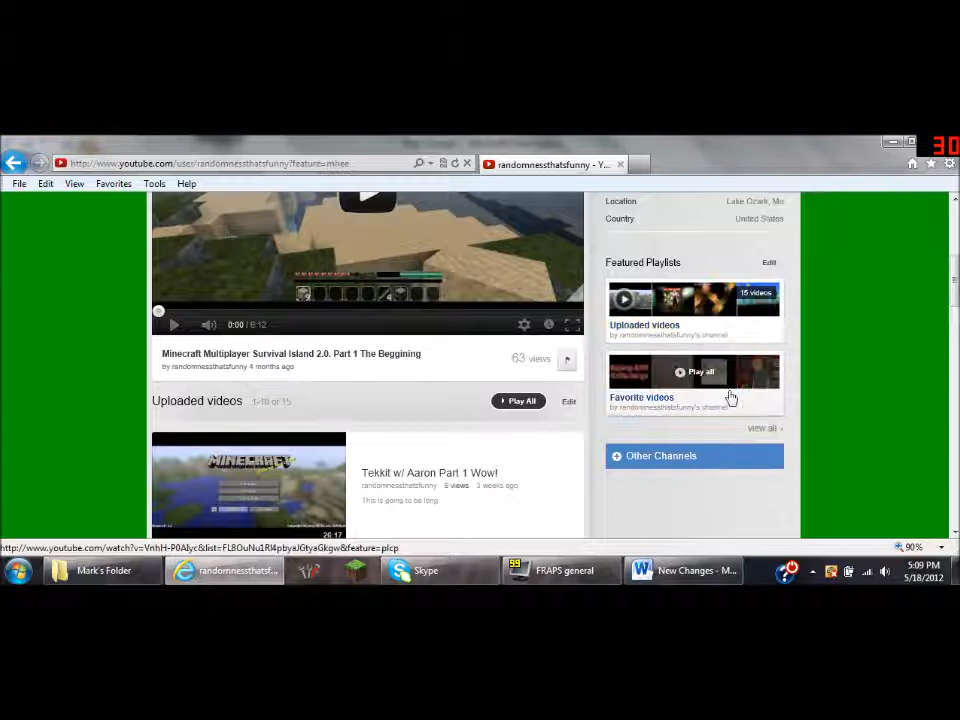 30
http://www.youtube.com/user/randomnessthatsfunny?feature=mhee
randomnessthatsfunny - Y...
File Edit View Favorites Tools Help
Location Lake Ozark, Mo
Country United States
Featured Playlists Edit
15 videos
Uploaded videos
by randomnessthatsfunny's channel
0:00 / 6:12
Minecraft Multiplayer Survival Island 2.0. Part 1 The Beggining
by randomnessthatsfunny 4 months ago
63 views
Play all
Favorite videos
by randomnessthatsfunny's channel
view all
Uploaded videos 1–10 of 15
Play All
Edit
Other Channels
MINECRAFT
26:17
Tekkit w/ Aaron Part 1 Wow!
randomnessthatsfunny 8 views 3 weeks ago
This is going to be long
http://www.youtube.com/watch?v=VnhH-P0AIyc&list=FL8OuNu1Rl4pbyaJGtyaGkgw&feature=plcp
90%
Mark's Folder
randomnessthatsf...
Skype
99
FRAPS general
New Changes - M...
5:09 PM
5/18/2012